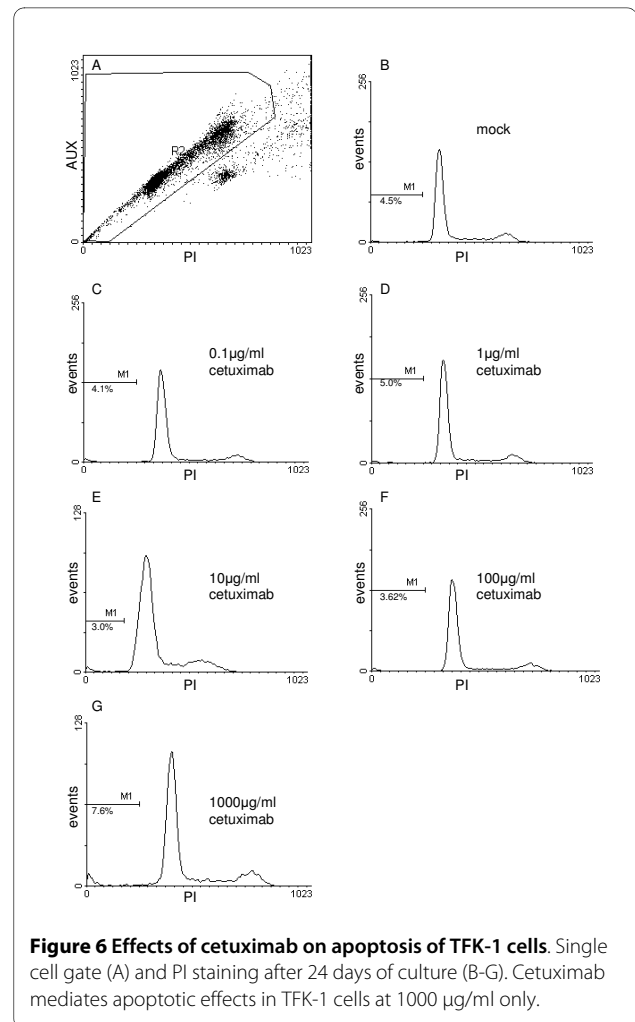 A
1023
AUX
R2
0
0
1023
PI
B
256
events
mock
M1
4.5%
0
0
1023
PI
C
256
events
0.1µg/ml
cetuximab
M1
4.1%
0
0
1023
PI
D
256
events
1µg/ml
cetuximab
M1
5.0%
0
0
1023
PI
E
128
events
10µg/ml
cetuximab
M1
3.0%
0
0
1023
PI
F
256
events
100µg/ml
cetuximab
M1
3.62%
0
0
1023
PI
G
128
events
1000µg/ml
cetuximab
M1
7.6%
0
0
1023
PI
Figure 6 Effects of cetuximab on apoptosis of TFK-1 cells. Single
cell gate (A) and PI staining after 24 days of culture (B-G). Cetuximab
mediates apoptotic effects in TFK-1 cells at 1000 µg/ml only.